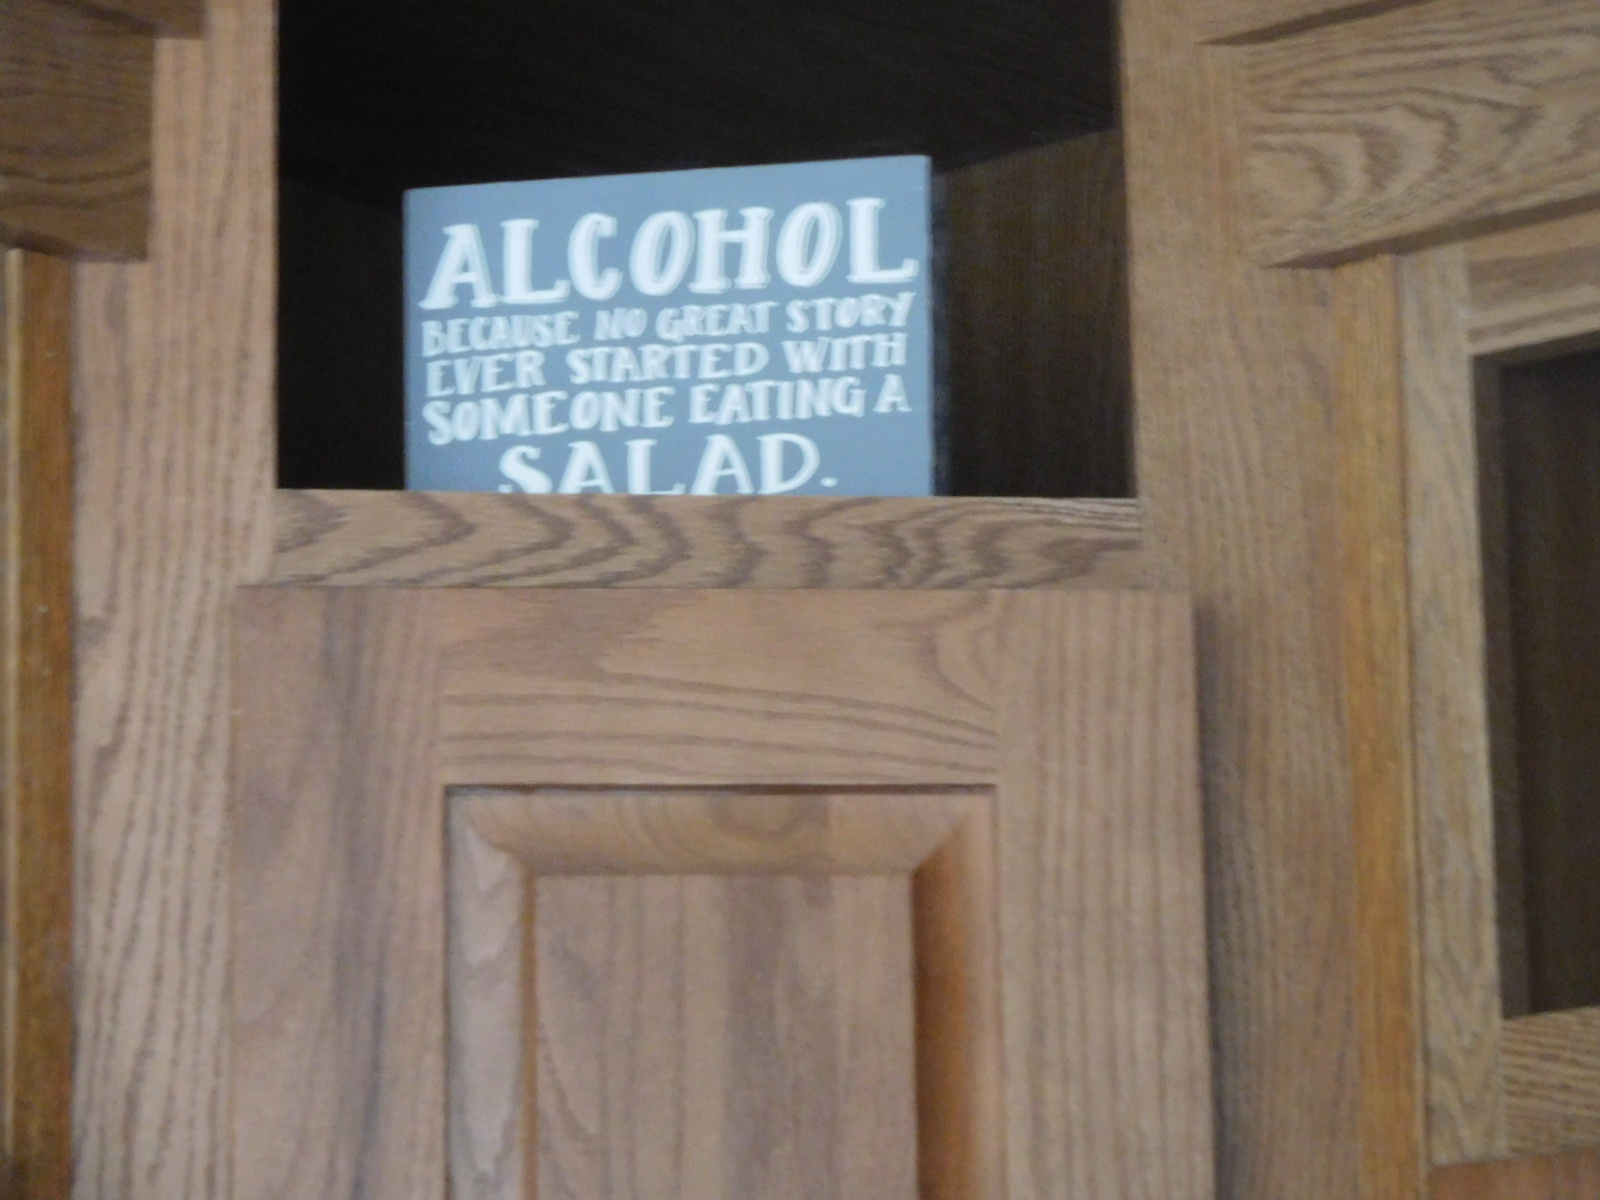 ALCOHOL
BECAUSE NO GREAT STORY
EVER STARTED WITH
SOMEONE EATING A
SALAD.